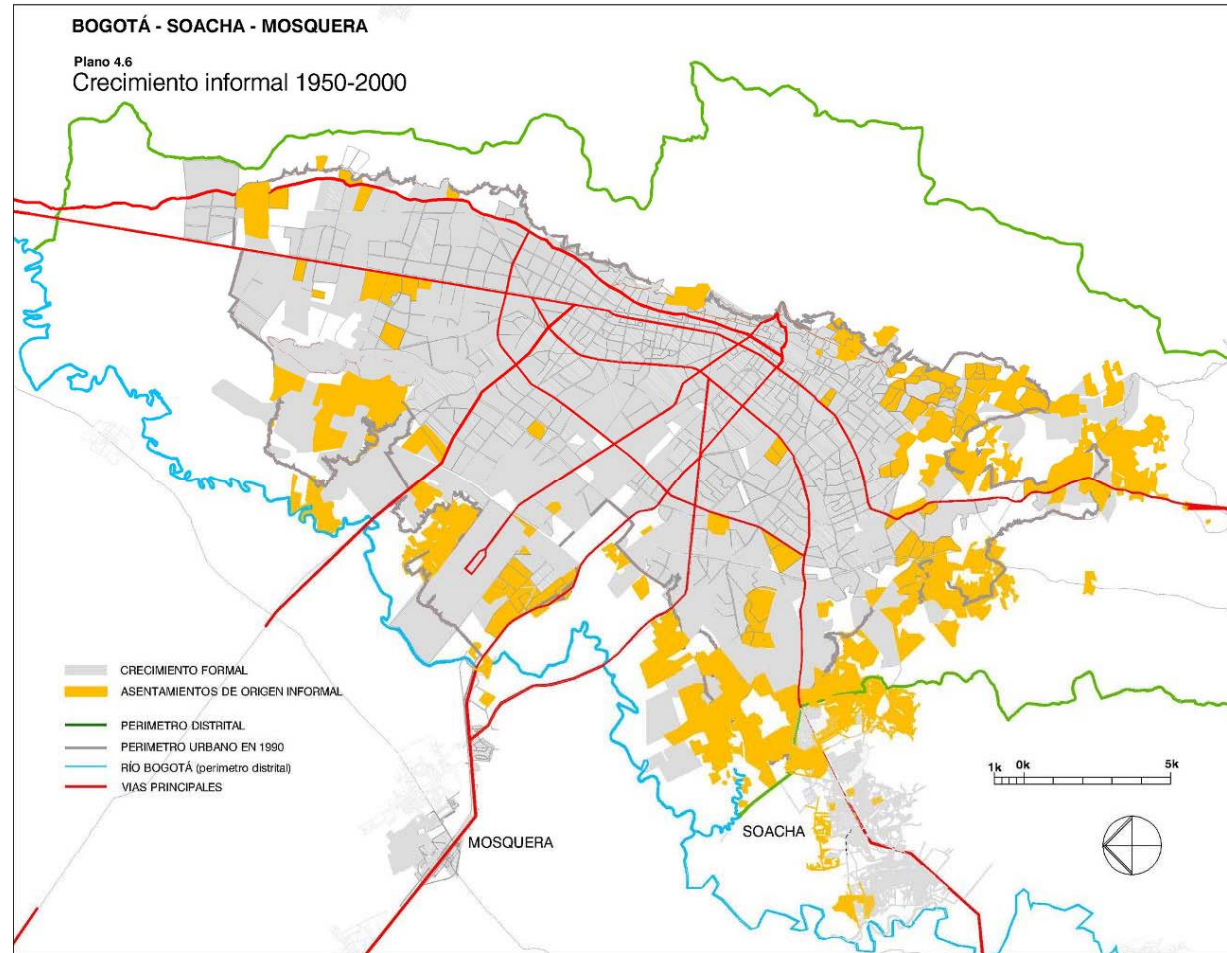 BOGOTÁ - SOACHA - MOSQUERA
Plano 4.6
Crecimiento informal 1950-2000
CRECIMIENTO FORMAL
ASENTAMIENTOS DE ORIGEN INFORMAL
PERIMETRO DISTRITAL
PERIMETRO URBANO EN 1990
RÍO BOGOTÁ (perimetro distrital)
VIAS PRINCIPALES
MOSQUERA
SOACHA
1k 0k 5k